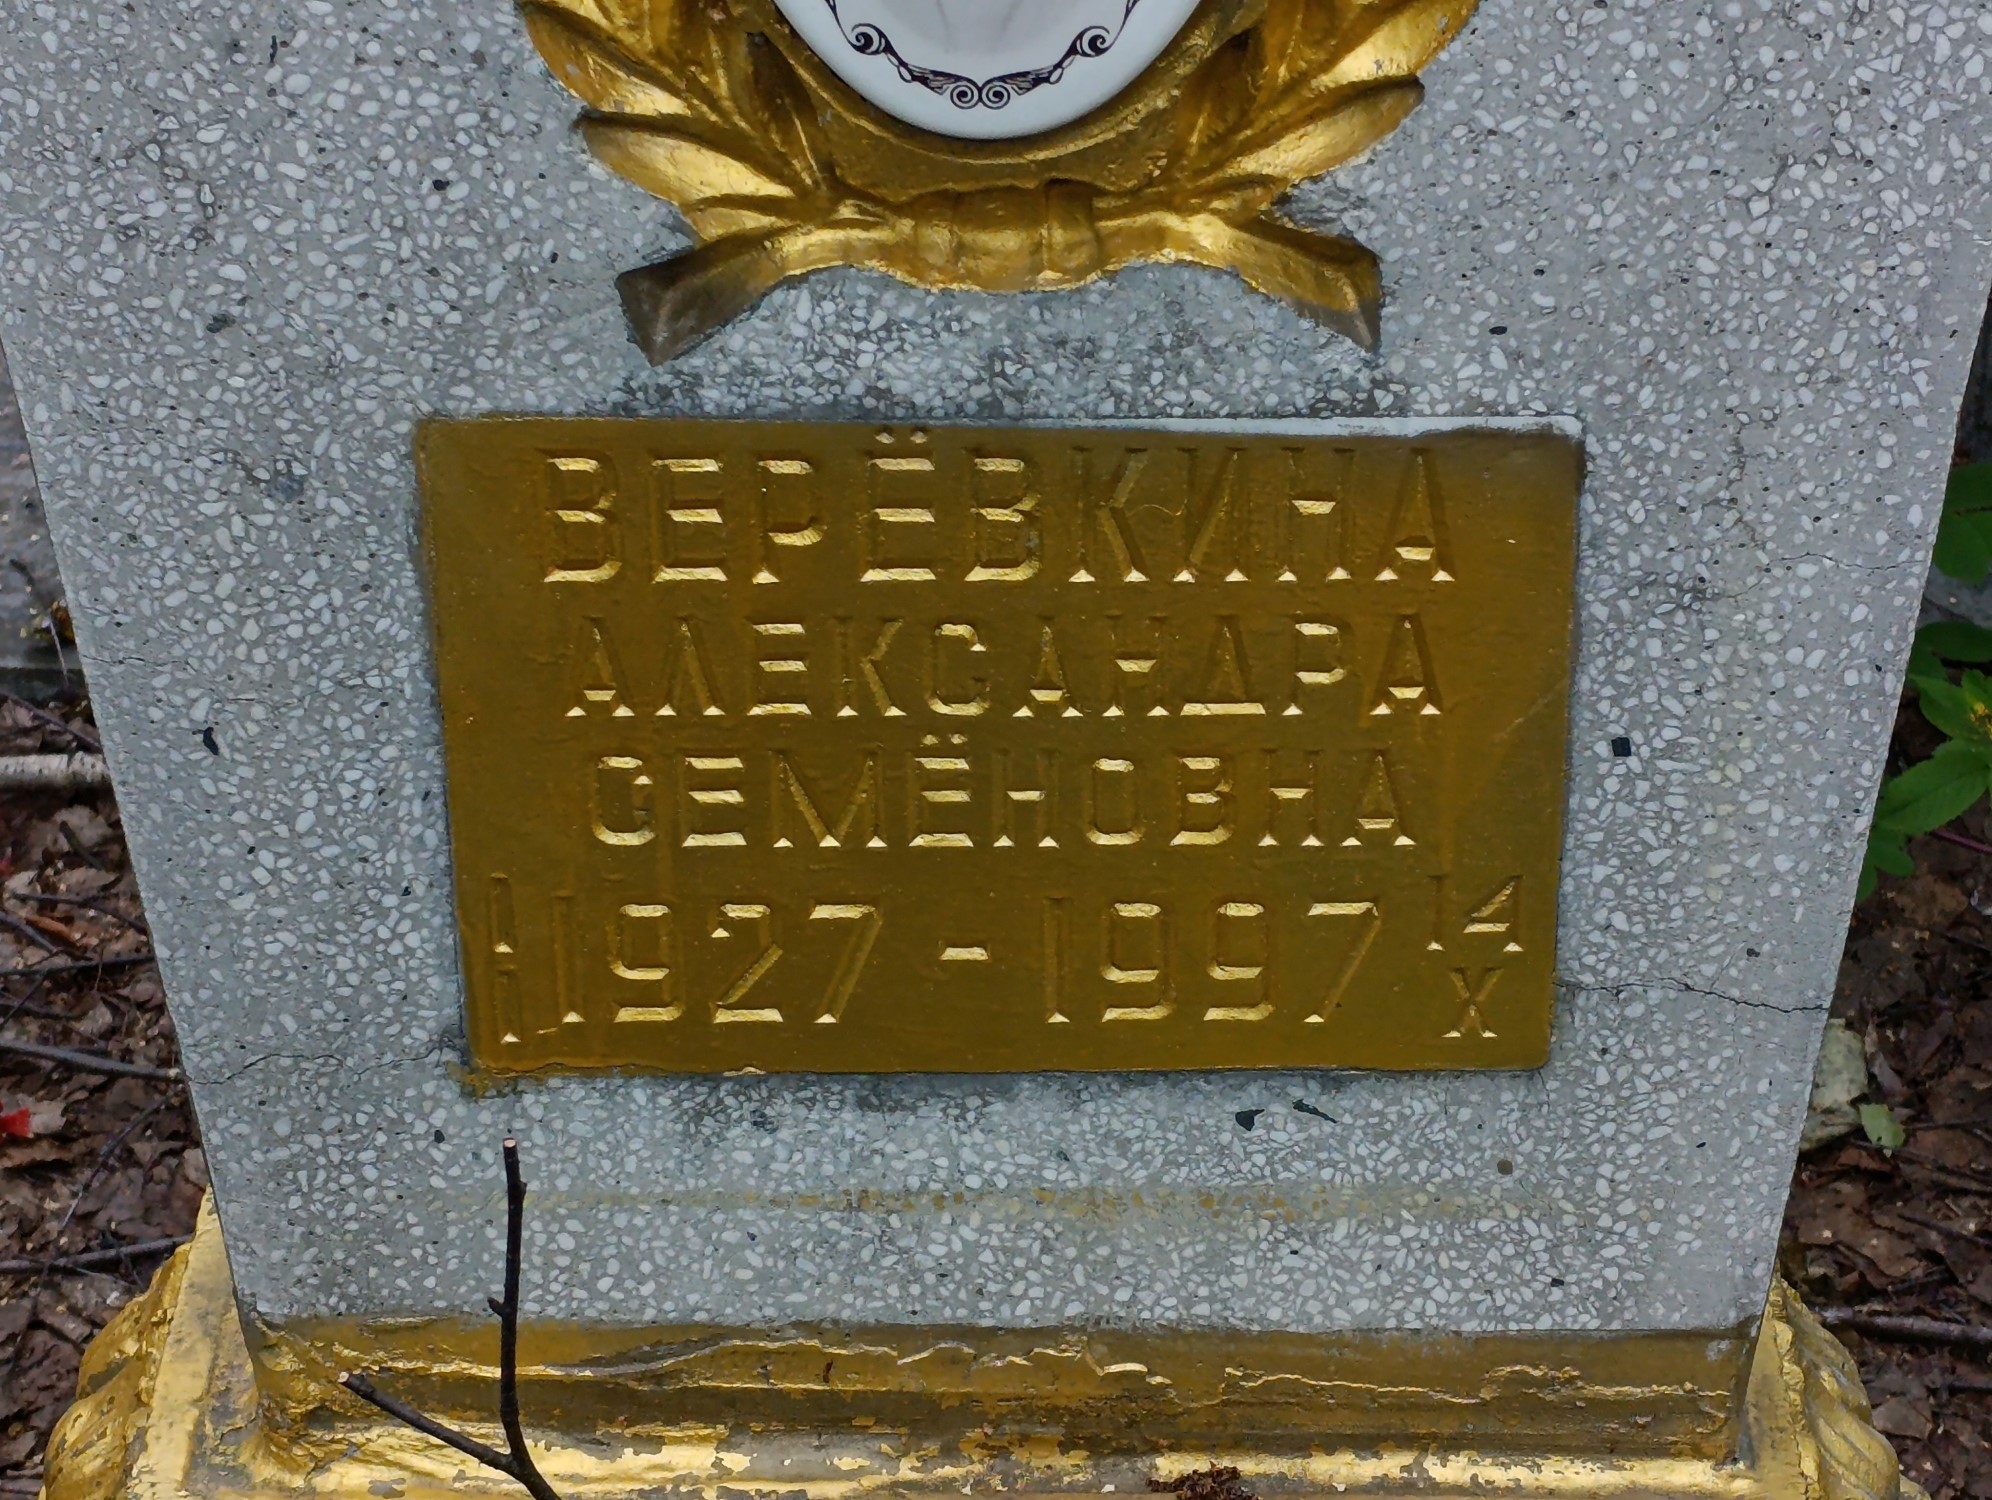 ВЕРЁВКИНА
АЛЕКСАНДРА
СЕМЁНОВНА
1927 - 1997 14
X